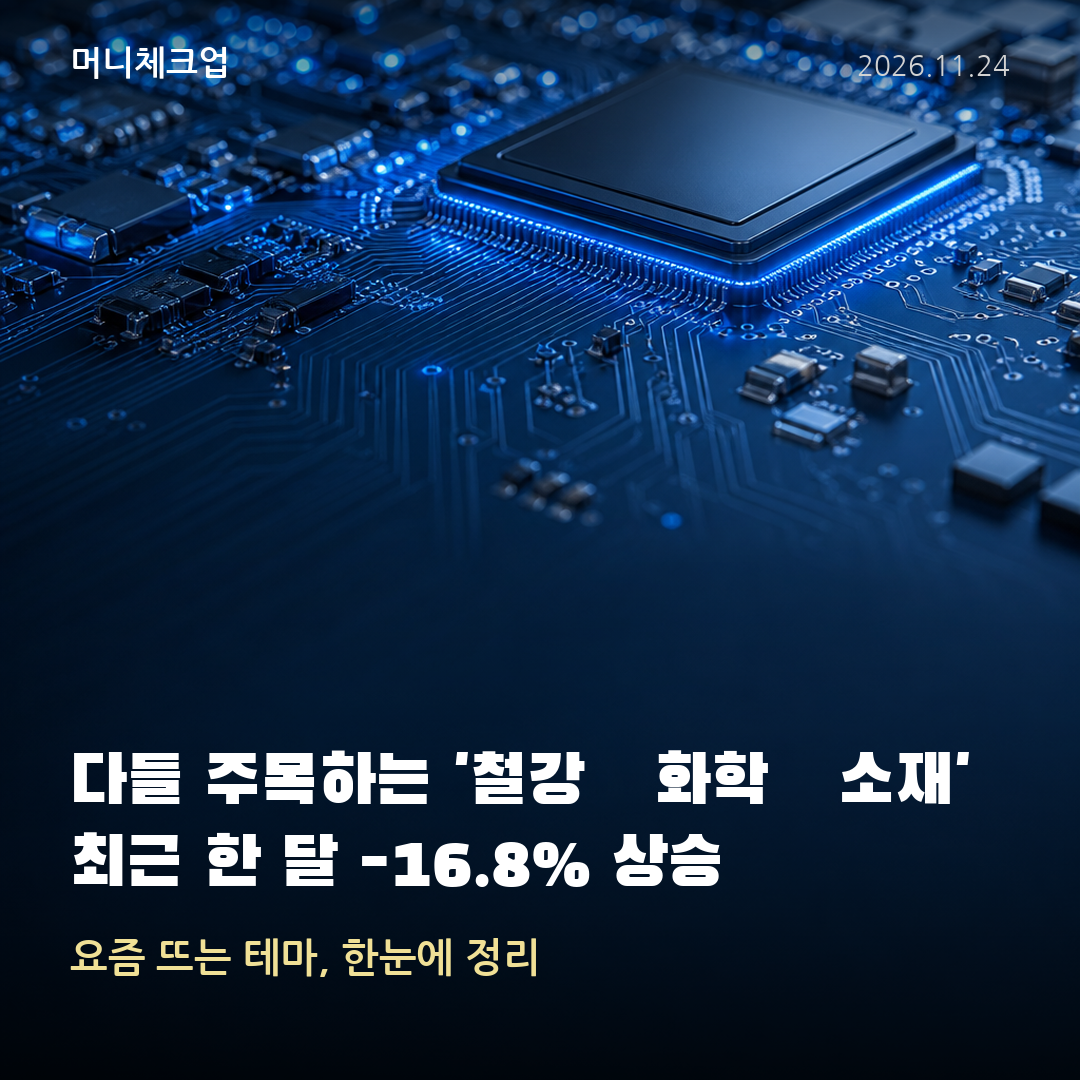 머니체크업
2026.11.24
다들 주목하는 '철강 화학 소재'
최근 한 달 -16.8% 상승
요즘 뜨는 테마, 한눈에 정리